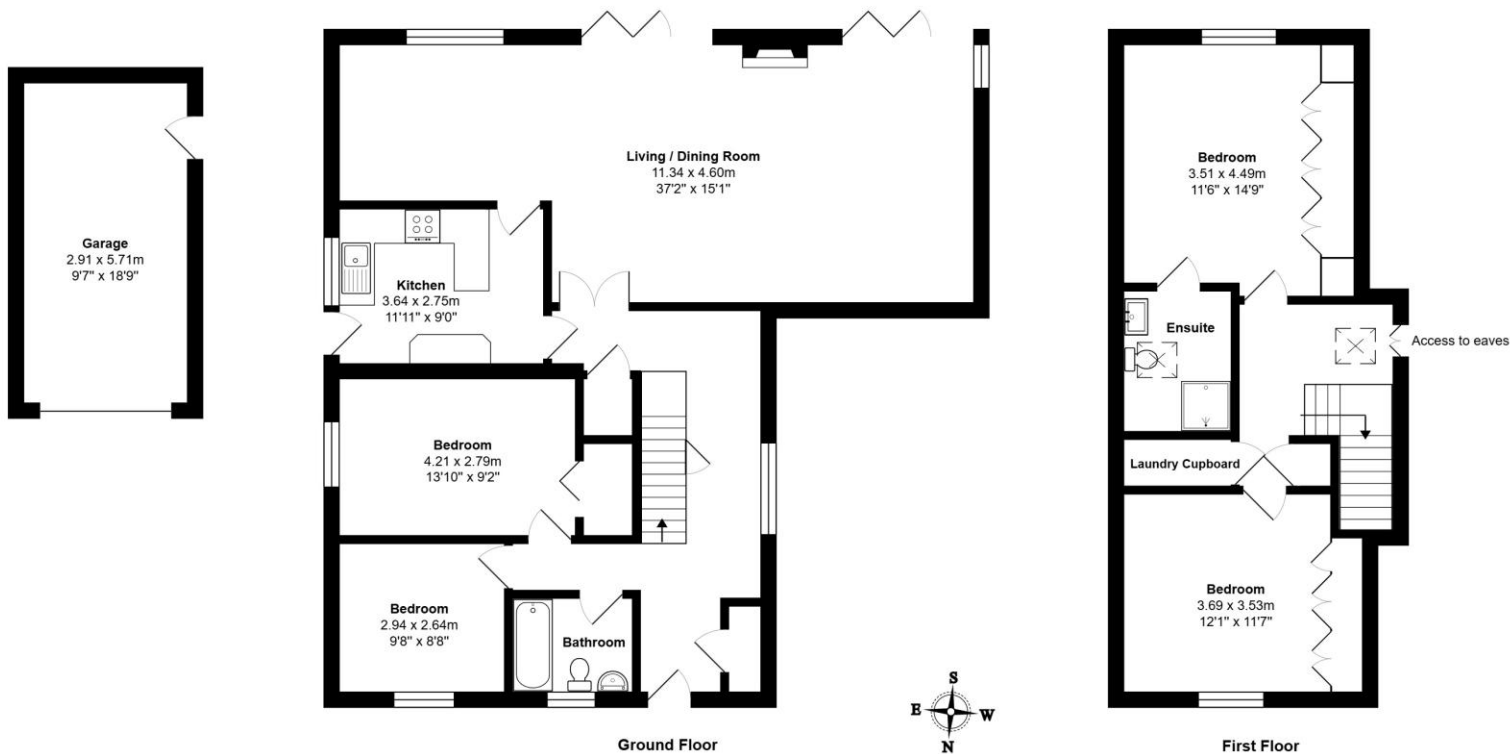 Garage
2.91 x 5.71m
9'7" x 18'9"
Living / Dining Room
11.34 x 4.60m
37'2" x 15'1"
Kitchen
3.64 x 2.75m
11'11" x 9'0"
Bedroom
4.21 x 2.79m
13'10" x 9'2"
Bedroom
2.94 x 2.64m
9'8" x 8'8"
Bathroom
Ground Floor
S
E
W
N
Bedroom
3.51 x 4.49m
11'6" x 14'9"
Ensuite
Access to eaves
Laundry Cupboard
Bedroom
3.69 x 3.53m
12'1" x 11'7"
First Floor